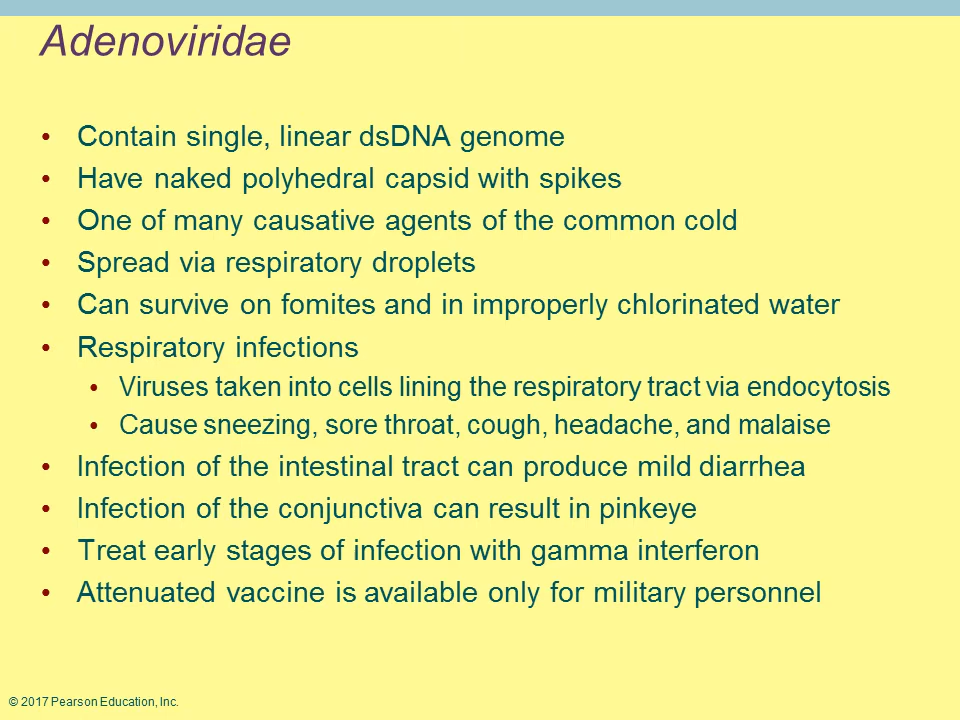 Adenoviridae
• Contain single, linear dsDNA genome
• Have naked polyhedral capsid with spikes
• One of many causative agents of the common cold
• Spread via respiratory droplets
• Can survive on fomites and in improperly chlorinated water
• Respiratory infections
• Viruses taken into cells lining the respiratory tract via endocytosis
• Cause sneezing, sore throat, cough, headache, and malaise
• Infection of the intestinal tract can produce mild diarrhea
• Infection of the conjunctiva can result in pinkeye
• Treat early stages of infection with gamma interferon
• Attenuated vaccine is available only for military personnel
© 2017 Pearson Education, Inc.